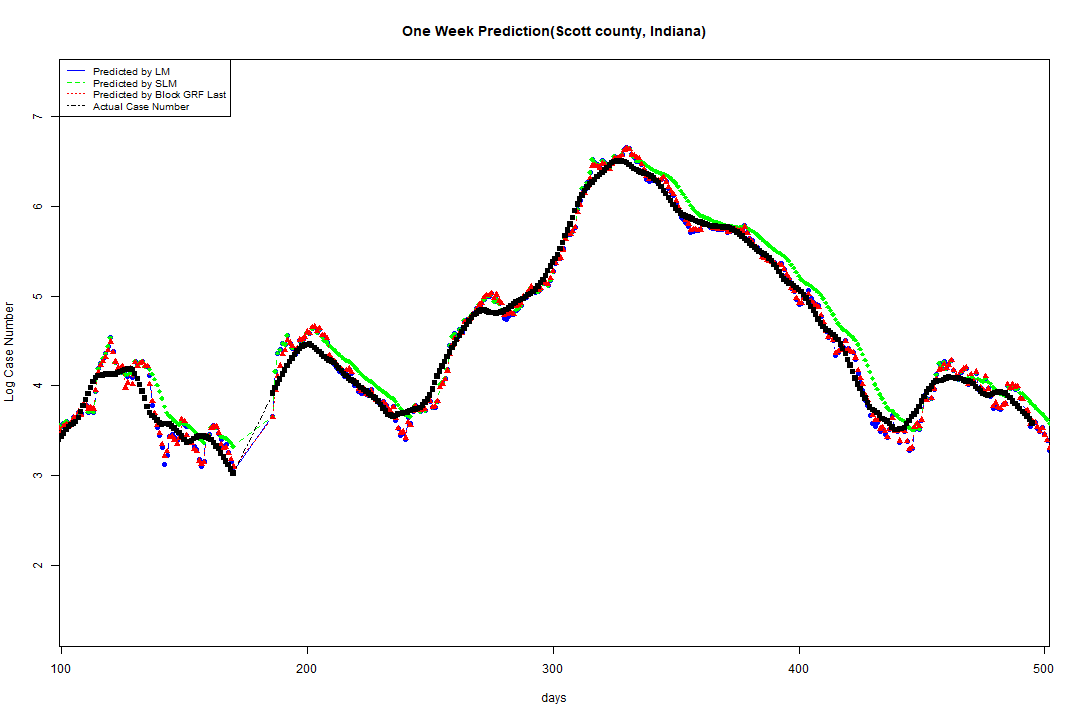 One Week Prediction(Scott county, Indiana)
Predicted by LM
Predicted by SLM
Predicted by Block GRF Last
Actual Case Number
7
6
5
4
3
2
Log Case Number
100 200 300 400 500
days